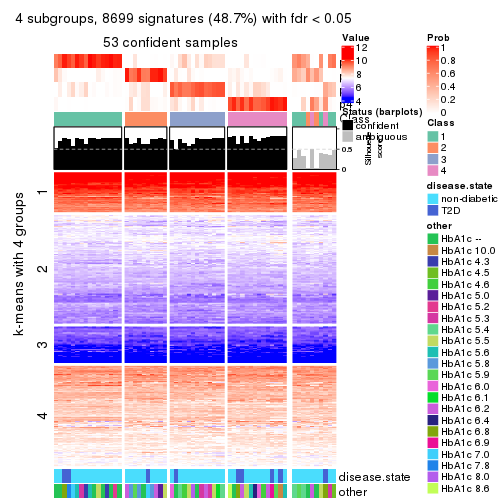 4 subgroups, 8699 signatures (48.7%) with fdr < 0.05
53 confident samples
k-means with 4 groups
1
2
3
4
p4
Class
Silhouette
score
0.5
0
disease.state
other
Value
12
10
8
6
4
Status (barplots)
confident
ambiguous
Prob
1
0.8
0.6
0.4
0.2
0
Class
1
2
3
4
disease.state
non-diabetic
T2D
other
HbA1c --
HbA1c 10.0
HbA1c 4.3
HbA1c 4.5
HbA1c 4.6
HbA1c 5.0
HbA1c 5.2
HbA1c 5.3
HbA1c 5.4
HbA1c 5.5
HbA1c 5.6
HbA1c 5.8
HbA1c 5.9
HbA1c 6.0
HbA1c 6.1
HbA1c 6.2
HbA1c 6.4
HbA1c 6.8
HbA1c 6.9
HbA1c 7.0
HbA1c 7.8
HbA1c 8.0
HbA1c 8.6